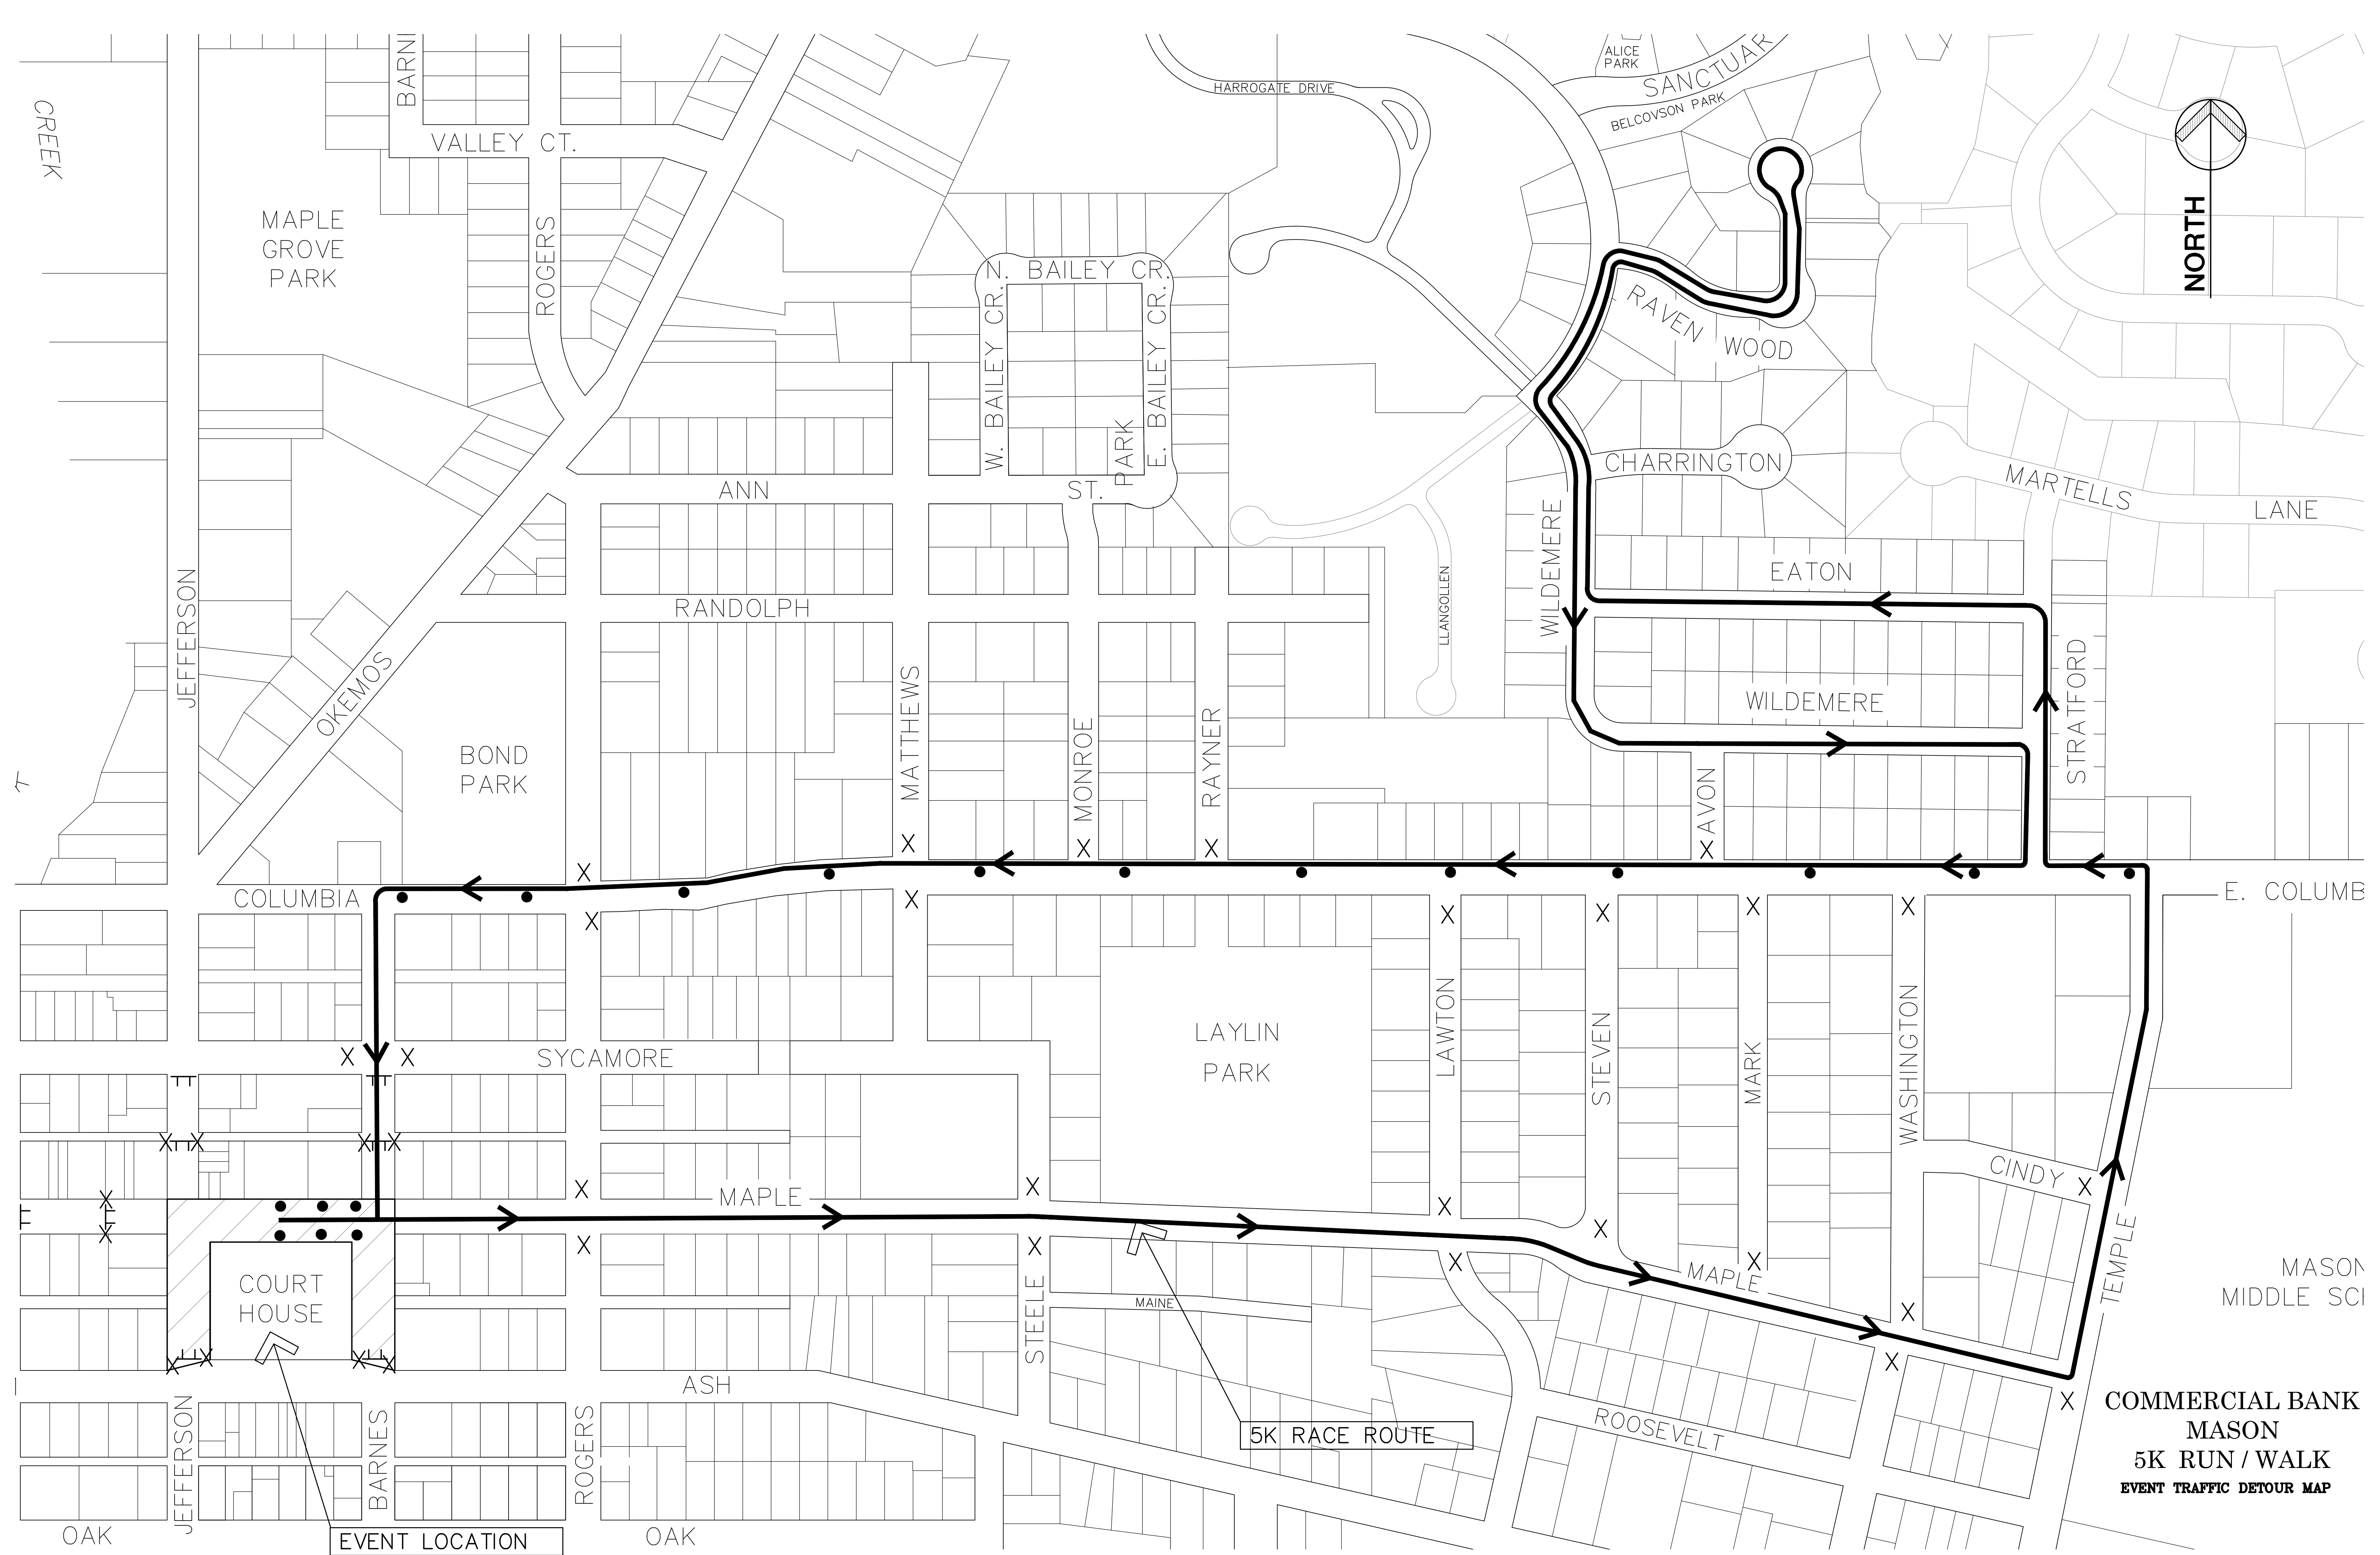 CREEK
BARN
VALLEY CT.
HARROGATE DRIVE
ALICE
PARK
SANCTUAR
BELCOVSON PARK
NORTH
MAPLE
GROVE
PARK
ROGERS
N. BAILEY CR.
W. BAILEY CR.
E. BAILEY CR.
PARK
RAVEN WOOD
CHARRINGTON
MARTELLS LANE
ANN ST.
WILDEMERE
EATON
LLANGOLLEN
RANDOLPH
JEFFERSON
OKEMOS
MATTHEWS
MONROE
RAYNER
WILDEMERE
STRATFORD
AVON
BOND
PARK
COLUMBIA
E. COLUMB
SYCAMORE
LAYLIN
PARK
LAWTON
STEVEN
MARK
WASHINGTON
CINDY
MAPLE
MAPLE
TEMPLE
MASON
MIDDLE SCH
COURT
HOUSE
STEELE
MAINE
ASH
ROOSEVELT
5K RACE ROUTE
JEFFERSON
BARNES
ROGERS
OAK
OAK
EVENT LOCATION
COMMERCIAL BANK
MASON
5K RUN / WALK
EVENT TRAFFIC DETOUR MAP